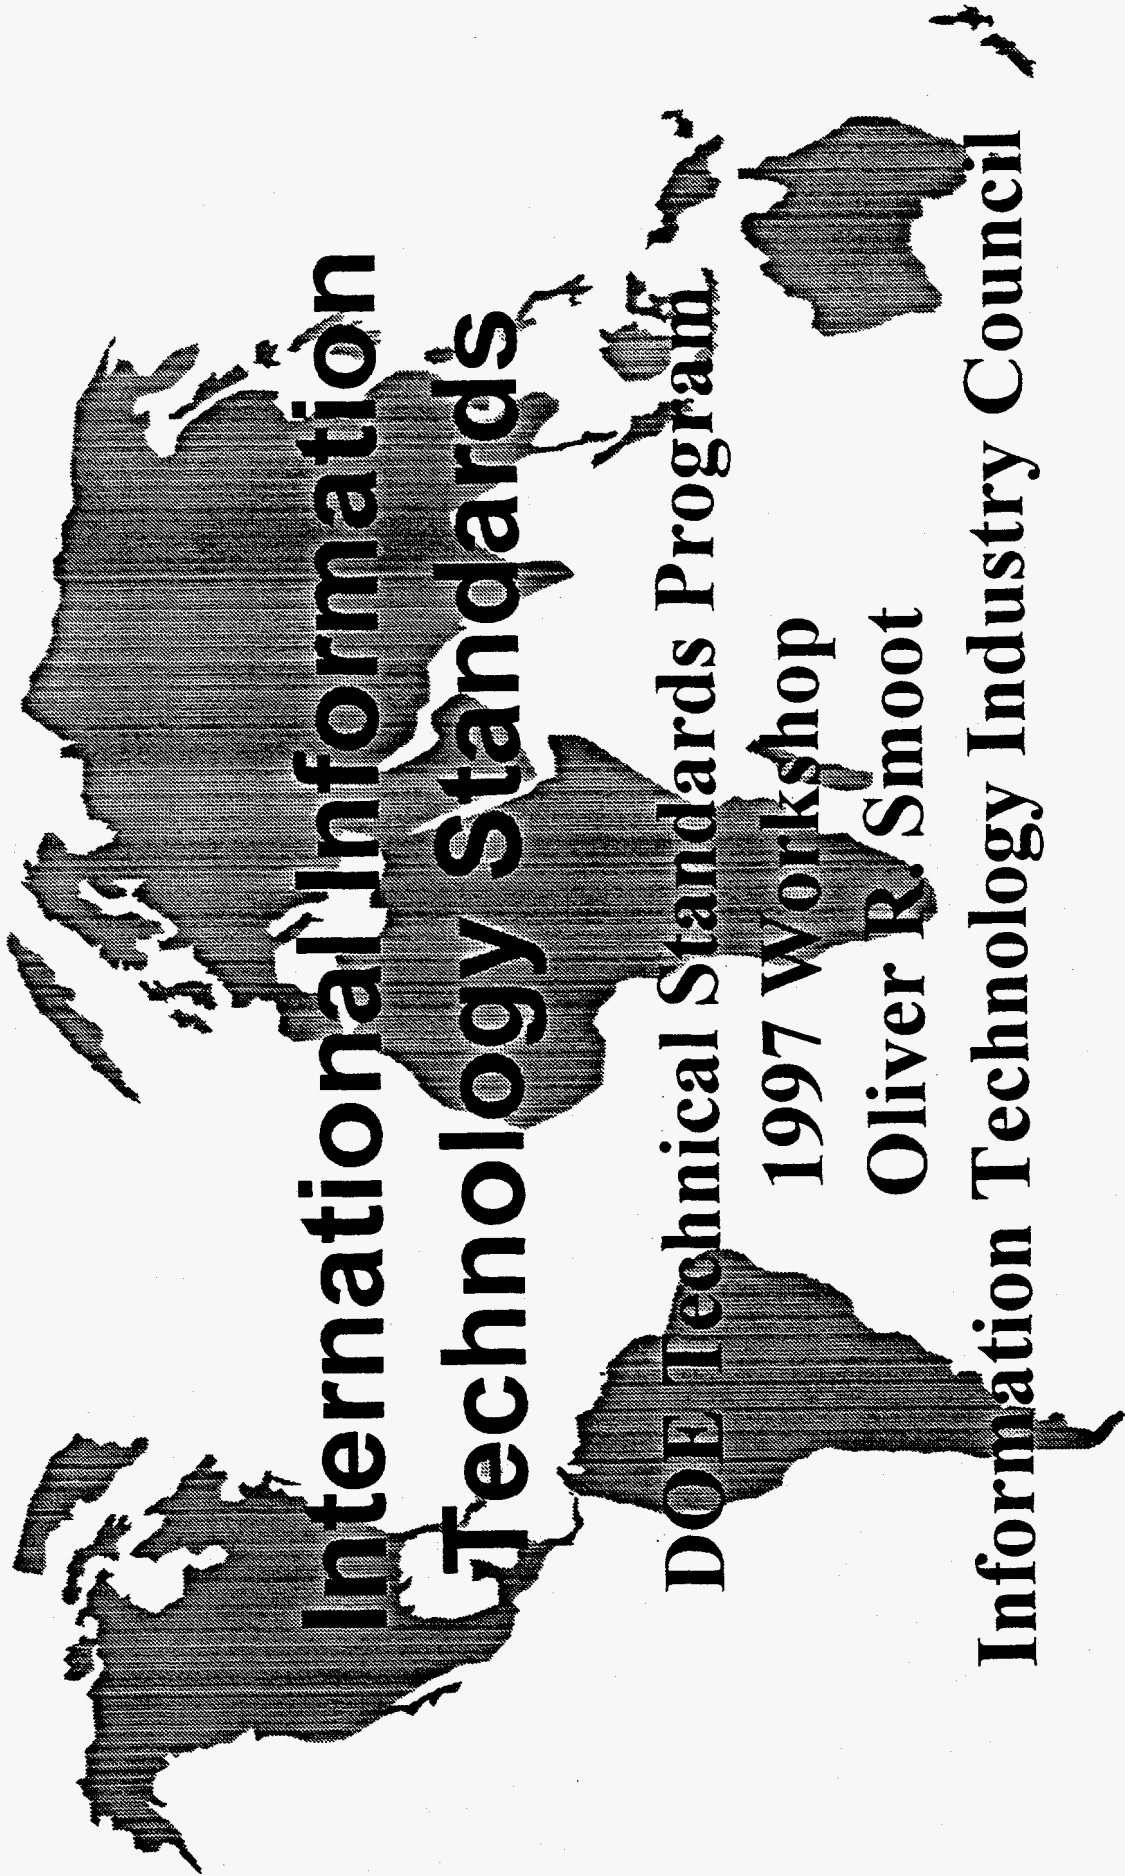 International Information
Technology Standards
DOE Technical Standards Program
1997 Workshop
Oliver R. Smoot
Information Technology Industry Council